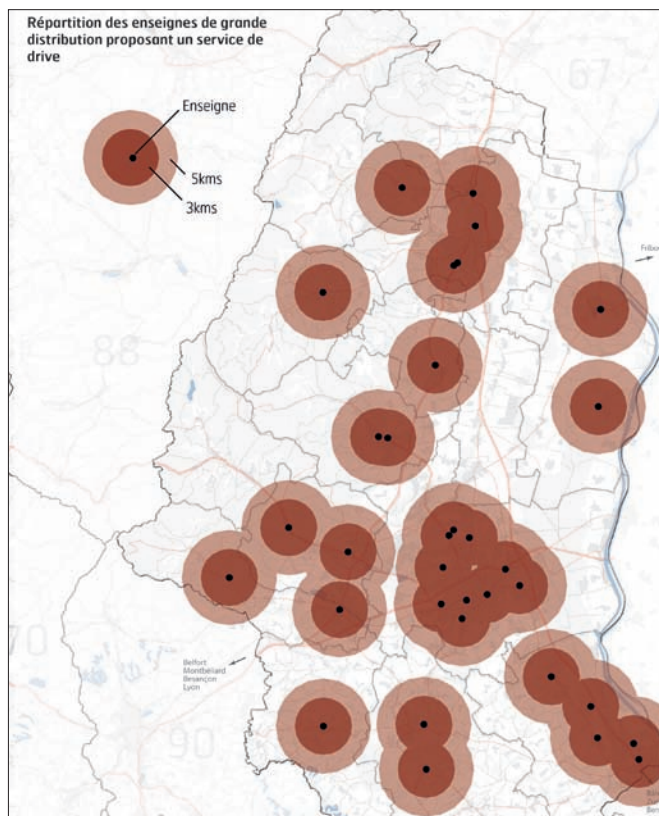 Répartition des enseignes de grande
distribution proposant un service de
drive
67
Enseigne
5kms
3kms
88
70
Belfort
Montbéliard
Besançon
Lyon
90